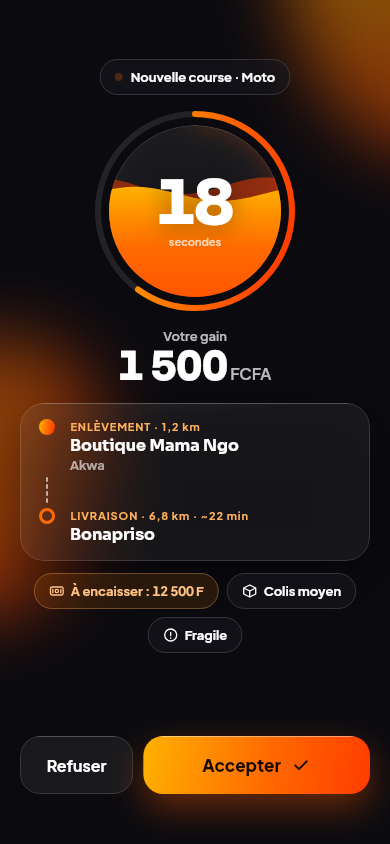 Nouvelle course · Moto
18
secondes
Votre gain
1 500 FCFA
ENLÈVEMENT · 1,2 km
Boutique Mama Ngo
Akwa
LIVRAISON · 6,8 km · ~22 min
Bonapriso
À encaisser : 12 500 F
Colis moyen
Fragile
Refuser
Accepter